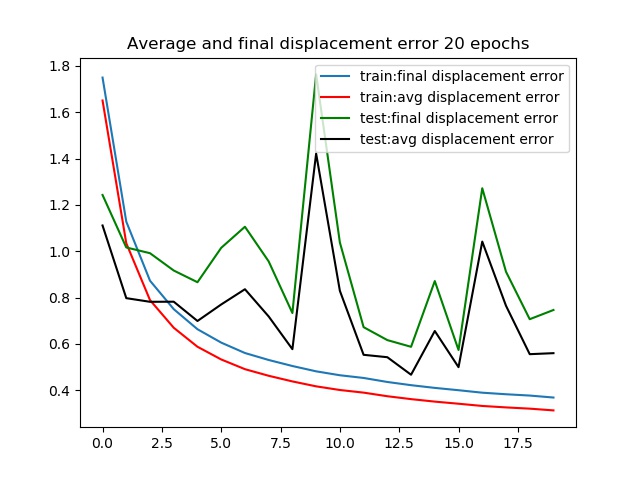 Average and final displacement error 20 epochs
train:final displacement error
train:avg displacement error
test:final displacement error
test:avg displacement error
1.8
1.6
1.4
1.2
1.0
0.8
0.6
0.4
0.0 2.5 5.0 7.5 10.0 12.5 15.0 17.5